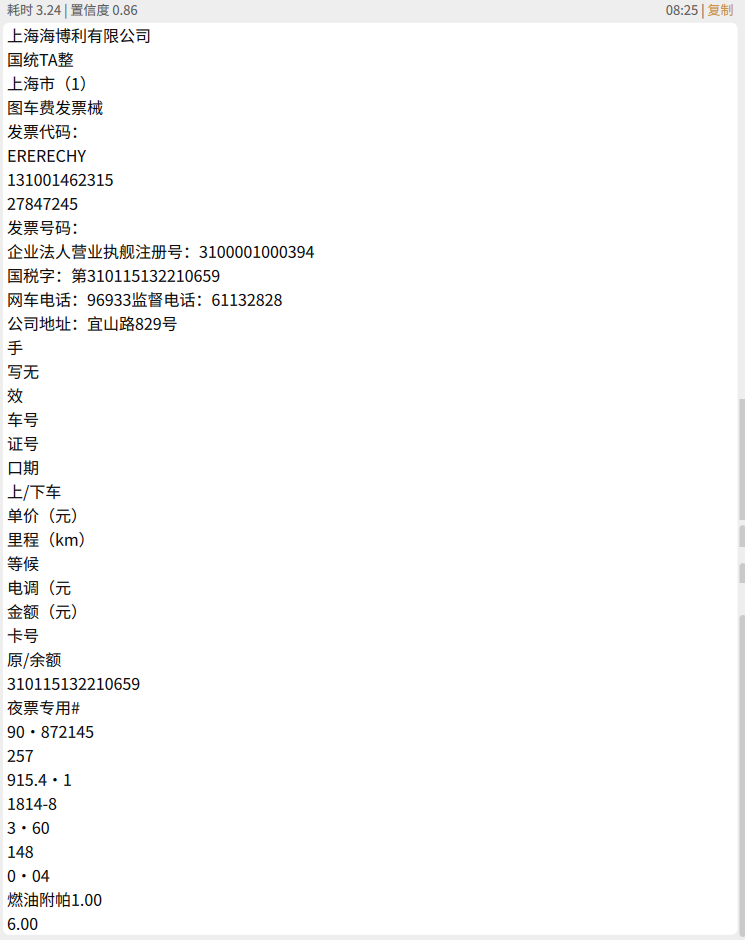 耗时 3.24 | 置信度 0.86
08:25 | 复制
上海海博利有限公司
国统TA整
上海市（1）
图车费发票械
发票代码：
ERERECHY
131001462315
27847245
发票号码：
企业法人营业执舰注册号：3100001000394
国税字：第310115132210659
网车电话：96933监督电话：61132828
公司地址：宜山路829号
手
写无
效
车号
证号
口期
上/下车
单价（元）
里程（km）
等候
电调（元
金额（元）
卡号
原/余额
310115132210659
夜票专用#
90·872145
257
915.4·1
1814-8
3·60
148
0·04
燃油附帕1.00
6.00